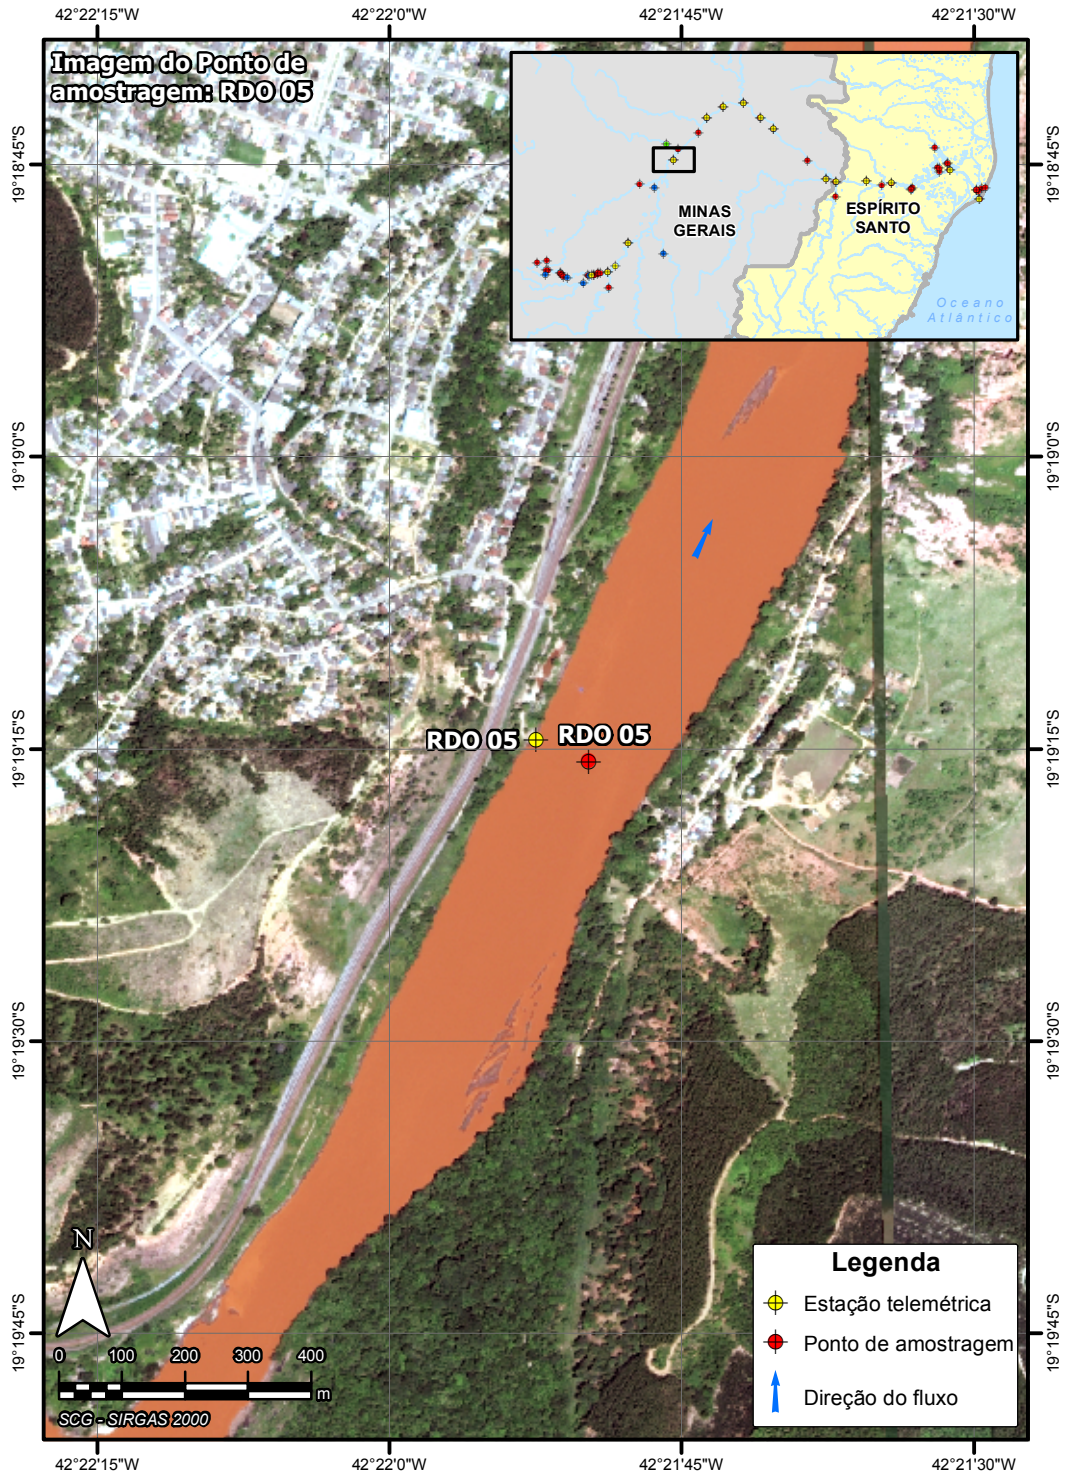 42°22'15"W
42°22'0"W
42°21'45"W
42°21'30"W
Imagem do Ponto de
amostragem: RDO 05
MINAS
GERAIS
ESPÍRITO
SANTO
Oceano
Atlântico
19°18'45"S
19°18'45"S
19°19'0"S
19°19'0"S
RDO 05
RDO 05
19°19'15"S
19°19'15"S
19°19'30"S
19°19'30"S
19°19'45"S
19°19'45"S
N
0 100 200 300 400
m
SCG - SIRGAS 2000
Legenda
Estação telemétrica
Ponto de amostragem
Direção do fluxo
42°22'15"W
42°22'0"W
42°21'45"W
42°21'30"W